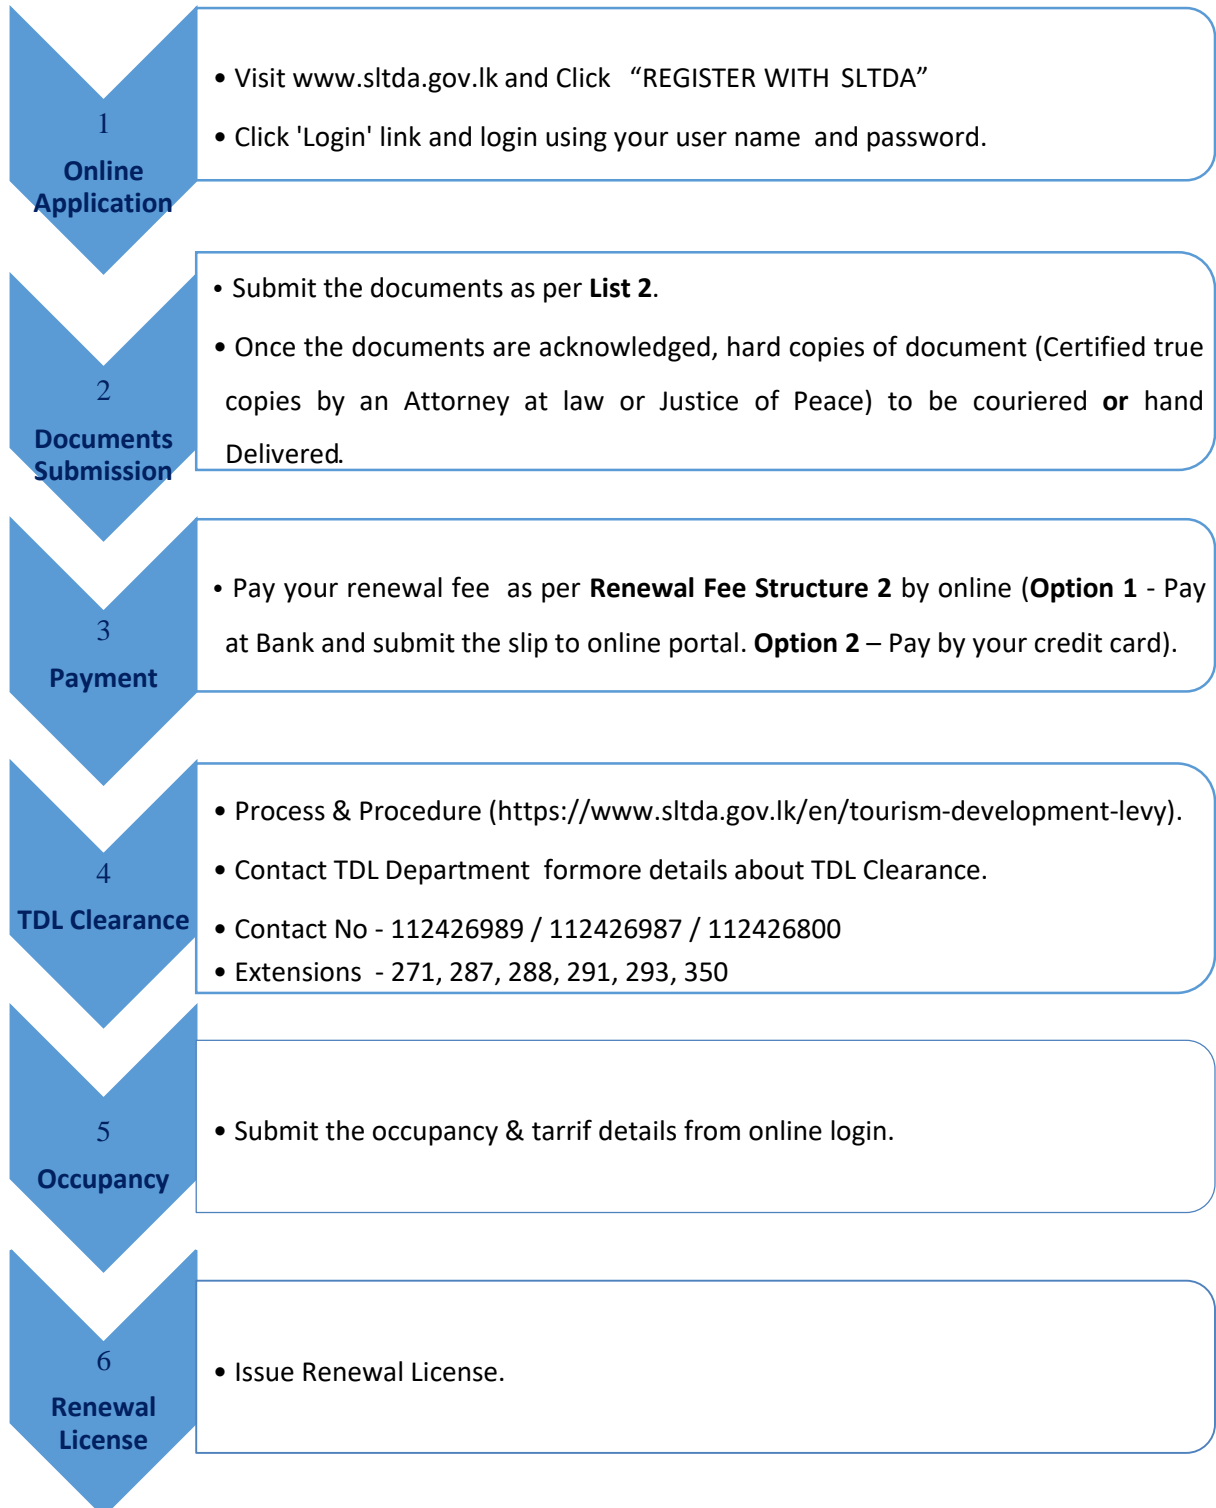 1
Online
Application
• Visit www.sltda.gov.lk and Click “REGISTER WITH SLTDA”
• Click 'Login' link and login using your user name and password.
2
Documents
Submission
• Submit the documents as per List 2.
• Once the documents are acknowledged, hard copies of document (Certified true
copies by an Attorney at law or Justice of Peace) to be couriered or hand
Delivered.
3
Payment
• Pay your renewal fee as per Renewal Fee Structure 2 by online (Option 1 - Pay
at Bank and submit the slip to online portal. Option 2 – Pay by your credit card).
4
TDL Clearance
• Process & Procedure (https://www.sltda.gov.lk/en/tourism-development-levy).
• Contact TDL Department formore details about TDL Clearance.
• Contact No - 112426989 / 112426987 / 112426800
• Extensions - 271, 287, 288, 291, 293, 350
5
Occupancy
• Submit the occupancy & tarrif details from online login.
6
Renewal
License
• Issue Renewal License.